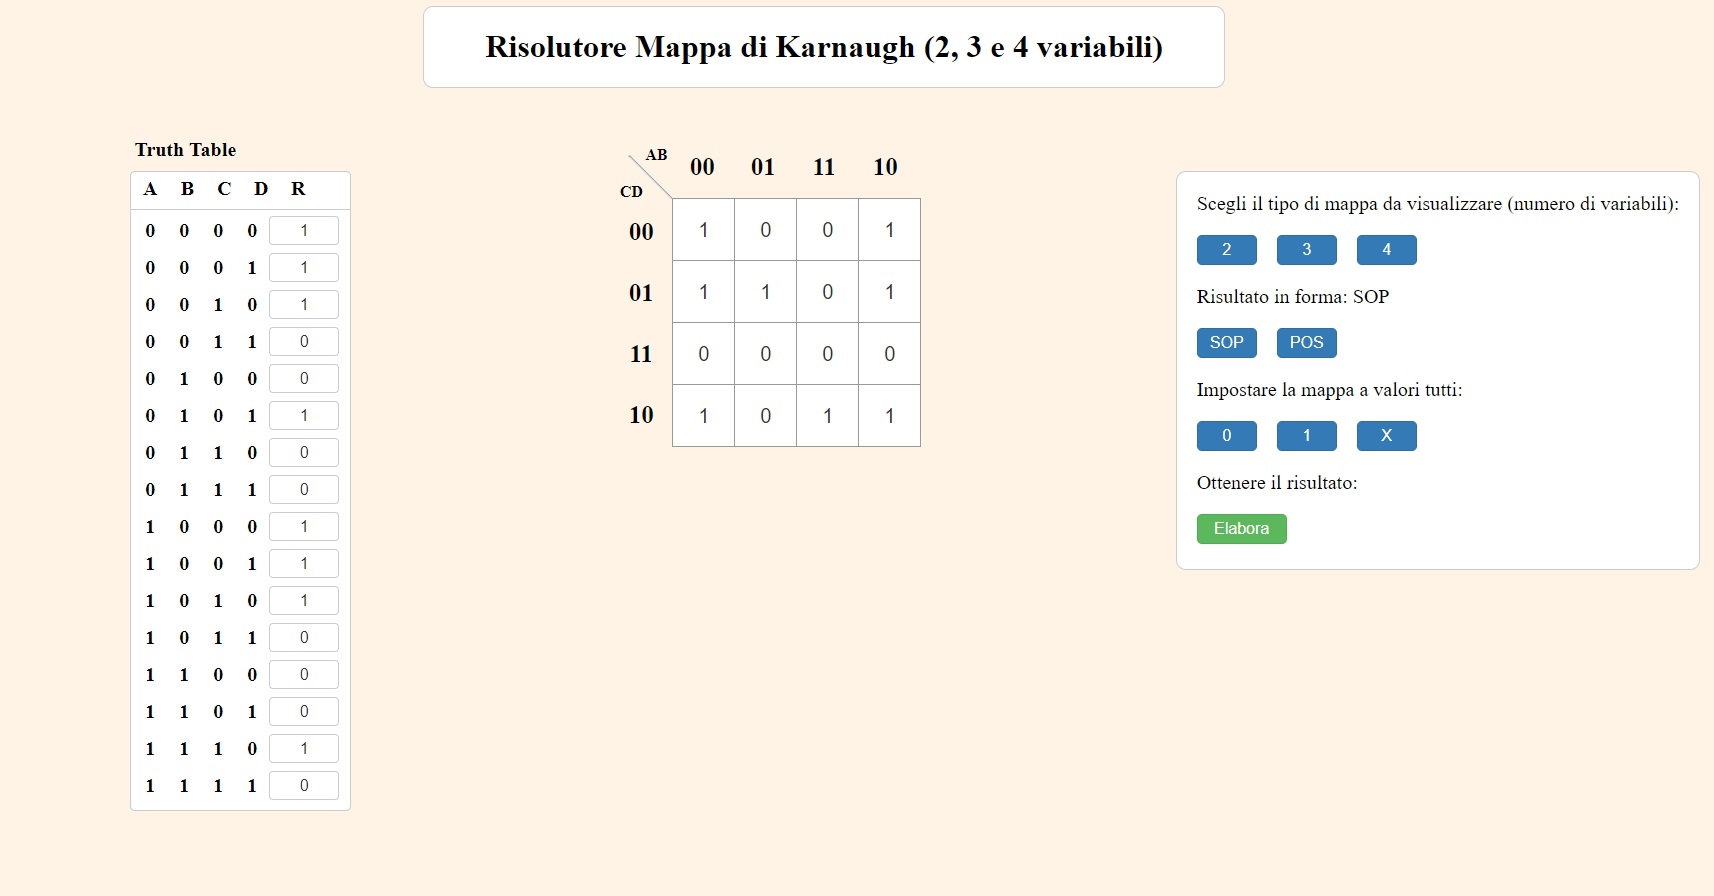 Risolutore Mappa di Karnaugh (2, 3 e 4 variabili)
Truth Table
A B C D R
0 0 0 0 1
0 0 0 1 1
0 0 1 0 1
0 0 1 1 0
0 1 0 0 0
0 1 0 1 1
0 1 1 0 0
0 1 1 1 0
1 0 0 0 1
1 0 0 1 1
1 0 1 0 1
1 0 1 1 0
1 1 0 0 0
1 1 0 1 0
1 1 1 0 1
1 1 1 1 0
AB
CD
00 01 11 10
00 1 0 0 1
01 1 1 0 1
11 0 0 0 0
10 1 0 1 1
Scegli il tipo di mappa da visualizzare (numero di variabili):
2 3 4
Risultato in forma: SOP
SOP POS
Impostare la mappa a valori tutti:
0 1 X
Ottenere il risultato:
Elabora